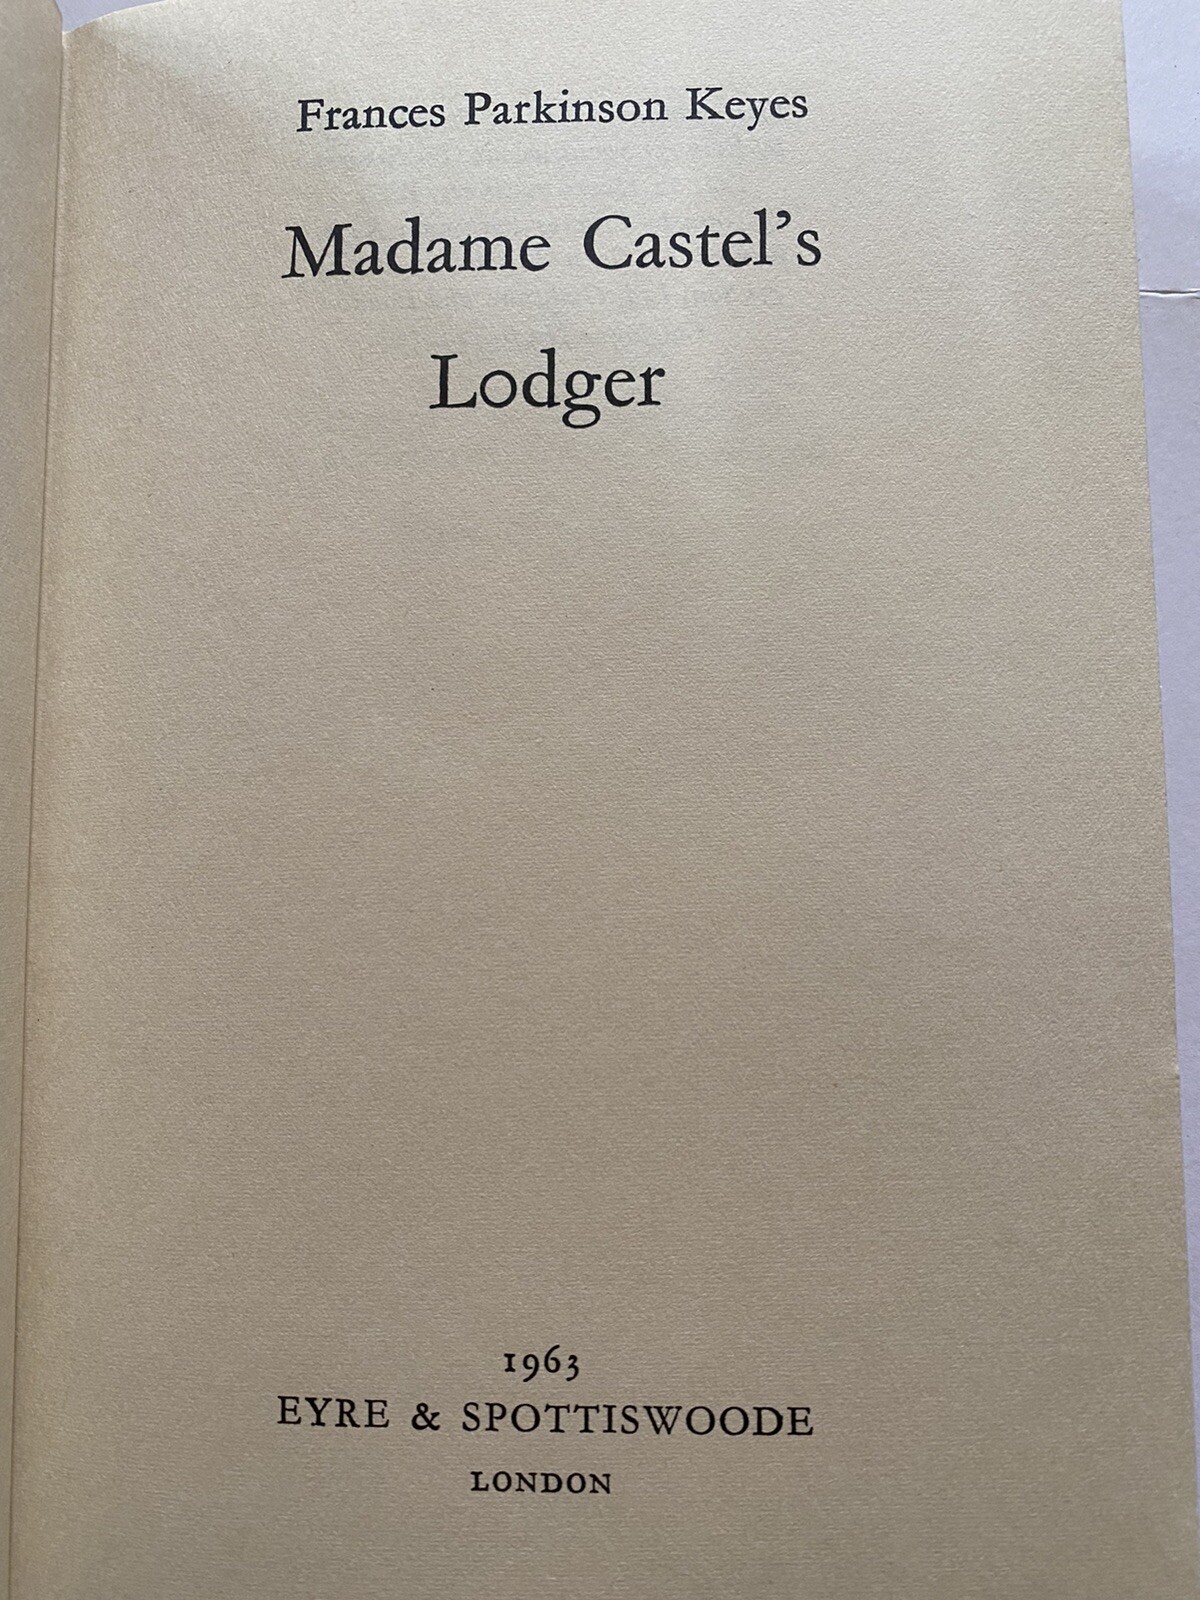 Frances Parkinson Keyes
Madame Castel’s
Lodger
1963
EYRE & SPOTTISWOODE
LONDON